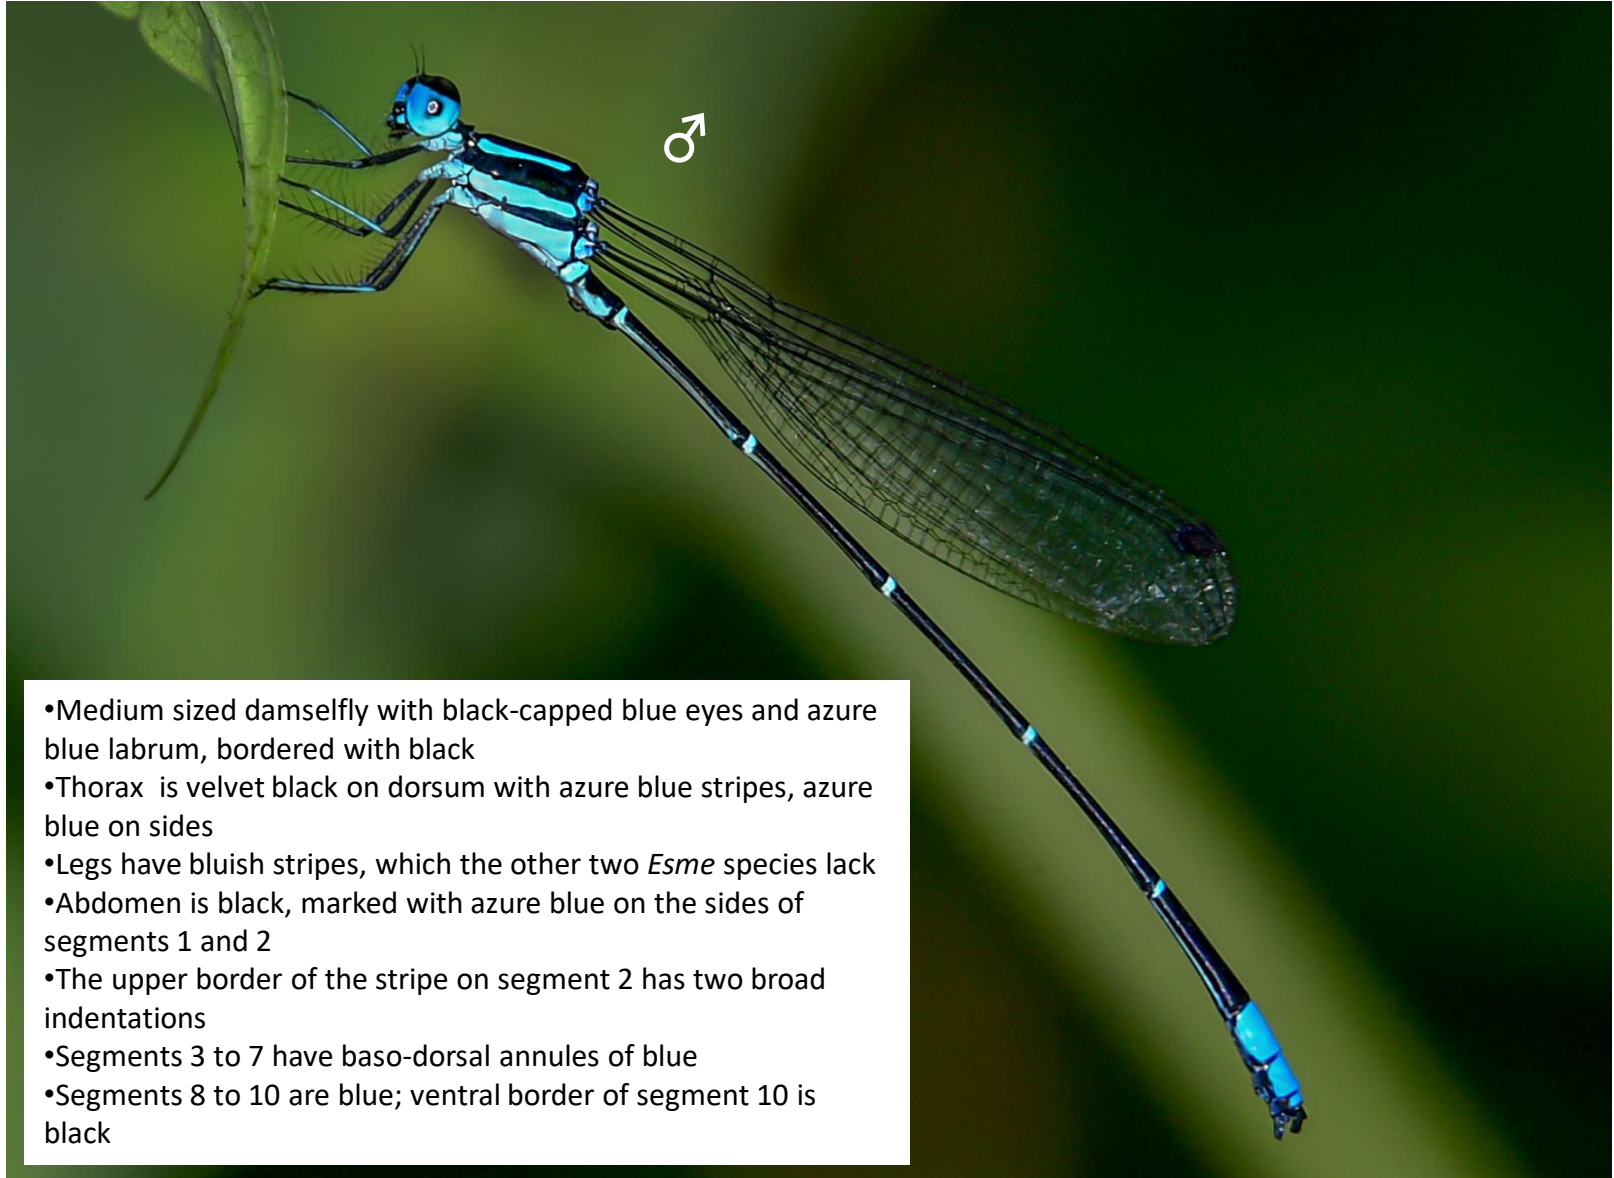 ♂
•Medium sized damselfly with black-capped blue eyes and azure
blue labrum, bordered with black
•Thorax  is velvet black on dorsum with azure blue stripes, azure
blue on sides
•Legs have bluish stripes, which the other two Esme species lack
•Abdomen is black, marked with azure blue on the sides of
segments 1 and 2
•The upper border of the stripe on segment 2 has two broad
indentations
•Segments 3 to 7 have baso-dorsal annules of blue
•Segments 8 to 10 are blue; ventral border of segment 10 is
black